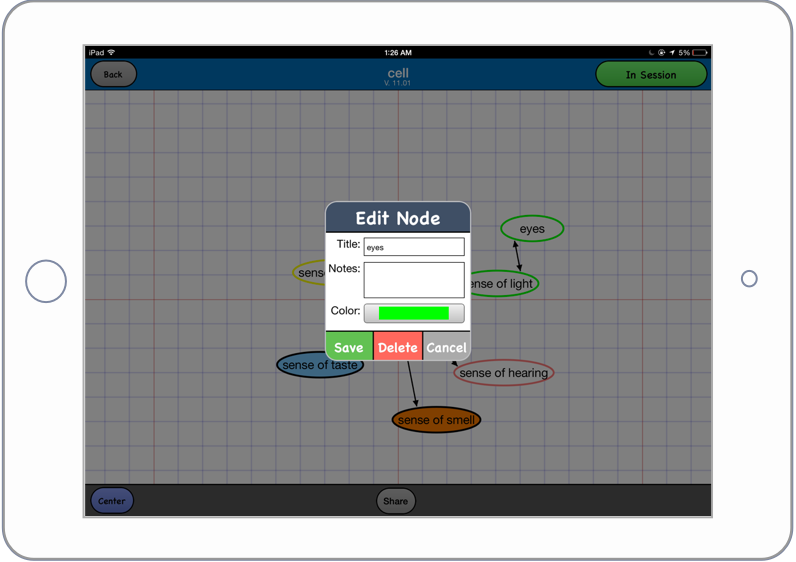 iPad 1:26 AM 5%
Back
cell
V. 11.01
In Session
Edit Node
Title: eyes
Notes:
Color:
Save Delete Cancel
eyes
sens
ense of light
sense of taste
sense of hearing
sense of smell
Center
Share